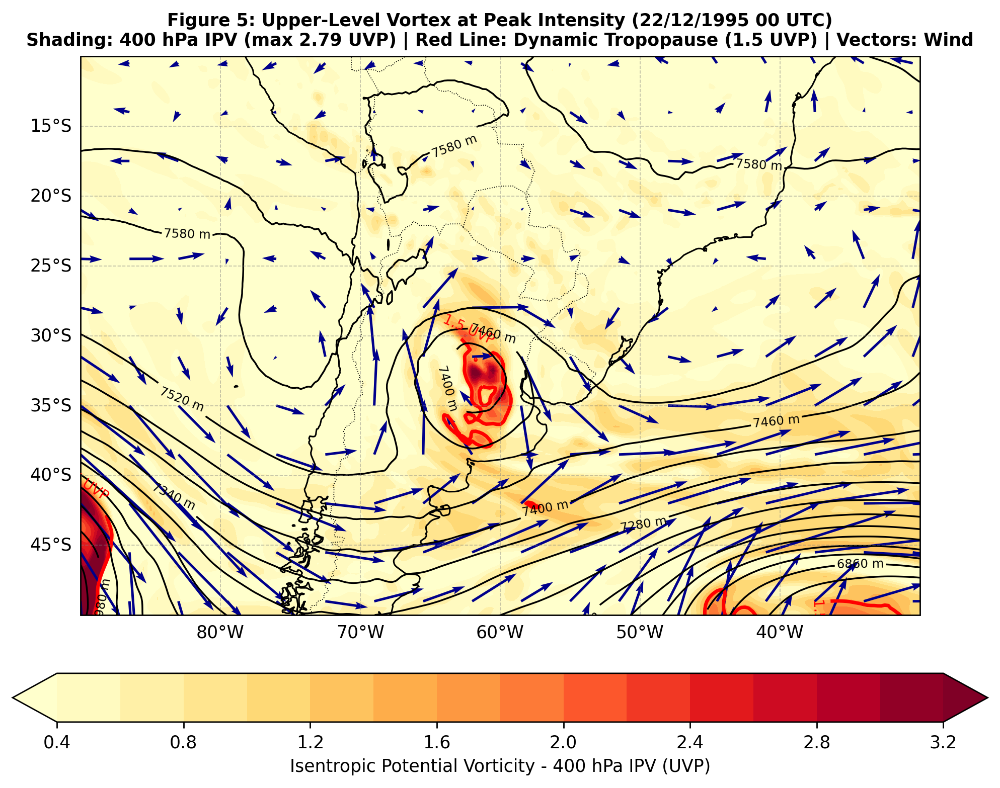 Figure 5: Upper-Level Vortex at Peak Intensity (22/12/1995 00 UTC)
Shading: 400 hPa IPV (max 2.79 UVP) | Red Line: Dynamic Tropopause (1.5 UVP) | Vectors: Wind
15°S
20°S
25°S
30°S
35°S
40°S
45°S
7580 m
7580 m
7580 m
1.5 UVP
7460 m
7400 m
7520 m
7460 m
UVP
7340 m
7400 m
7280 m
6860 m
980 m
1.
80°W
70°W
60°W
50°W
40°W
0.4
0.8
1.2
1.6
2.0
2.4
2.8
3.2
Isentropic Potential Vorticity - 400 hPa IPV (UVP)